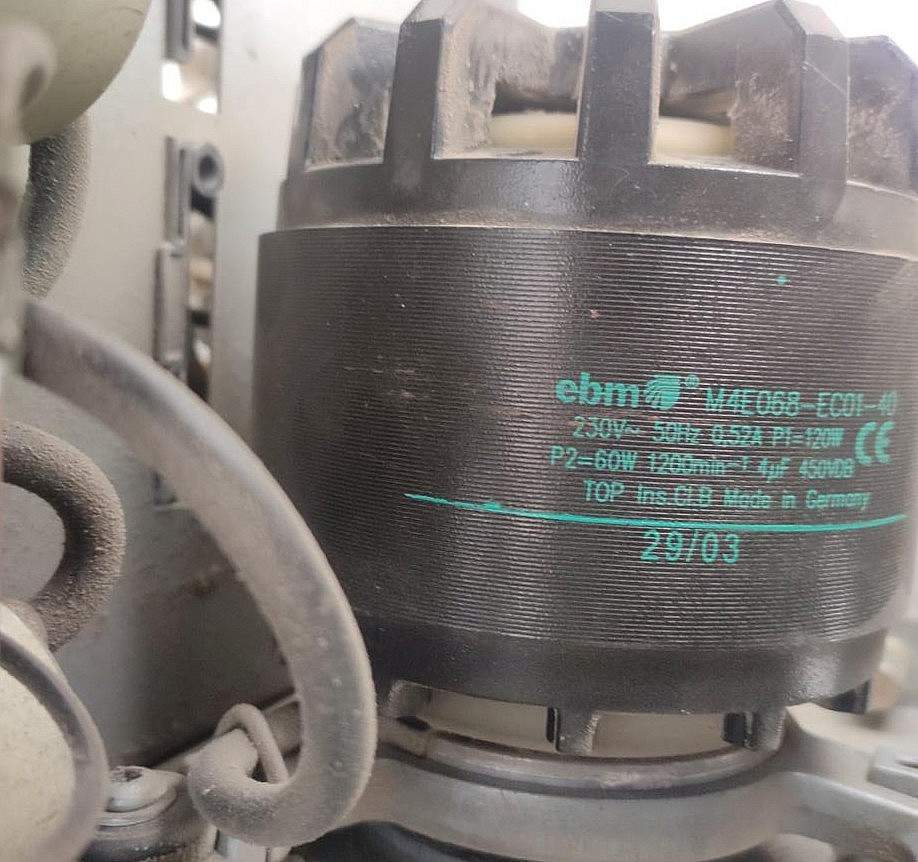 ebm® M4E068-EC01-40
230V~ 50Hz 0.52A P1=120W CE
P2=60W 1200min⁻¹ 4µF 450VDB
TOP Ins.Cl.B Made in Germany
29/03